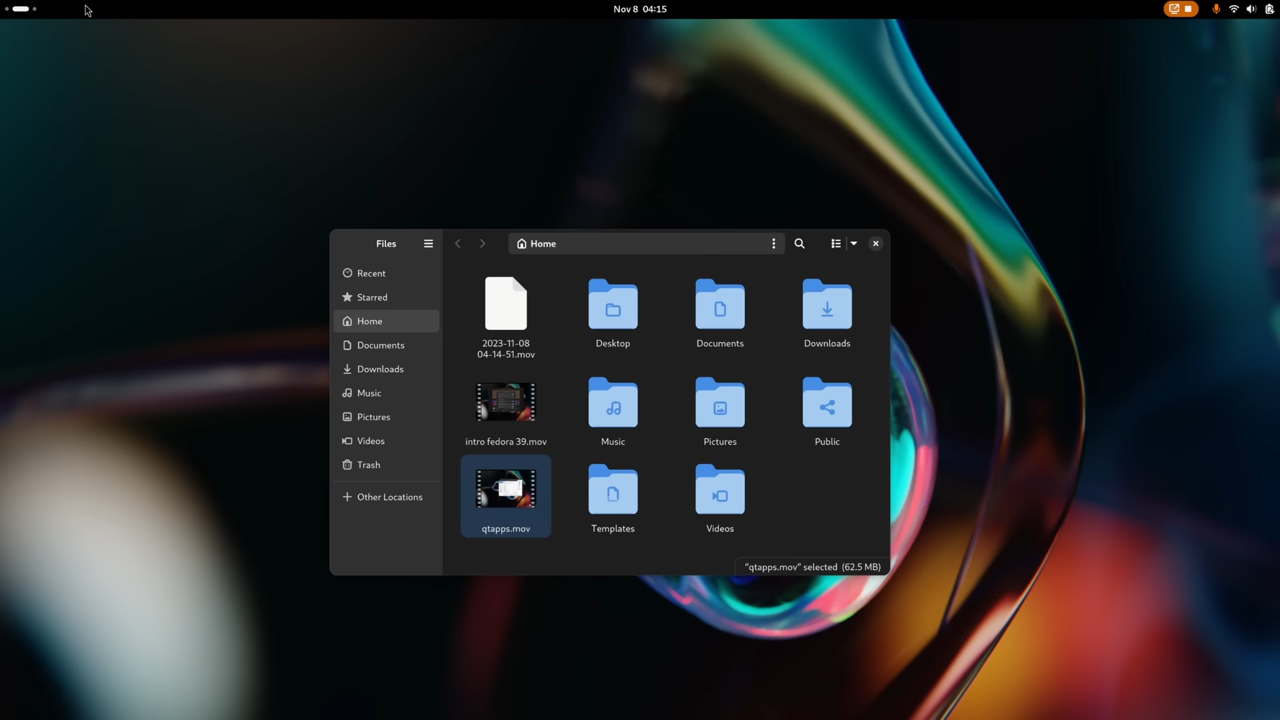 Nov 8 04:15
Files
Home
Recent
Starred
Home
Documents
Downloads
Music
Pictures
Videos
Trash
Other Locations
2023-11-08
04-14-51.mov
Desktop
Documents
Downloads
intro fedora 39.mov
Music
Pictures
Public
qtapps.mov
Templates
Videos
"qtapps.mov" selected (62.5 MB)